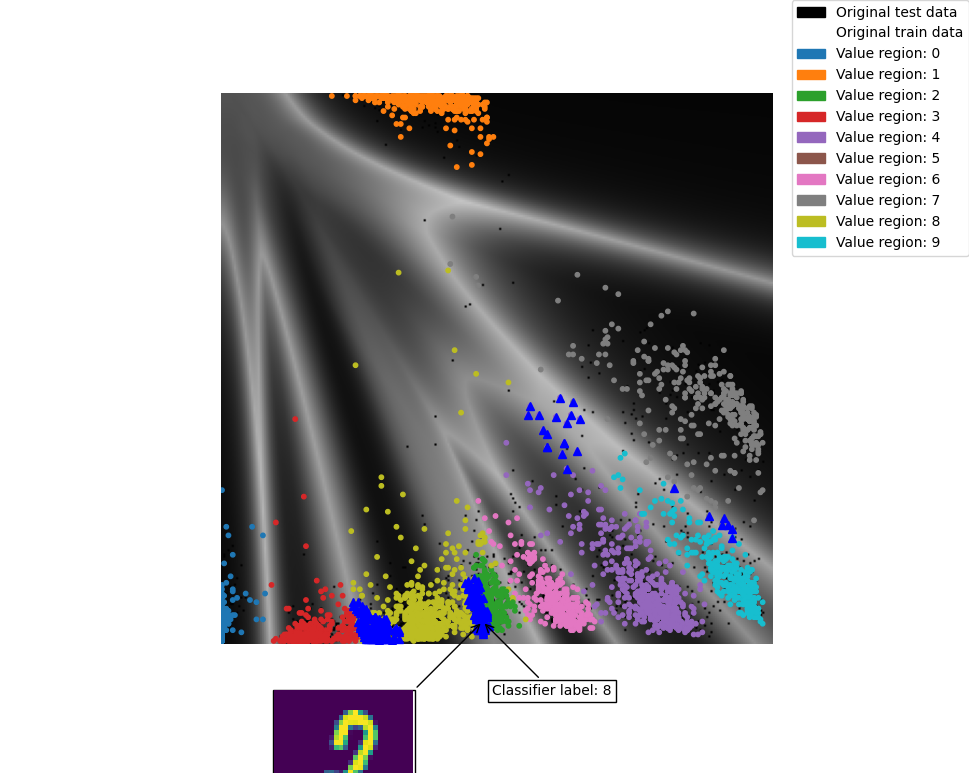 Original test data
Original train data
Value region: 0
Value region: 1
Value region: 2
Value region: 3
Value region: 4
Value region: 5
Value region: 6
Value region: 7
Value region: 8
Value region: 9
Classifier label: 8